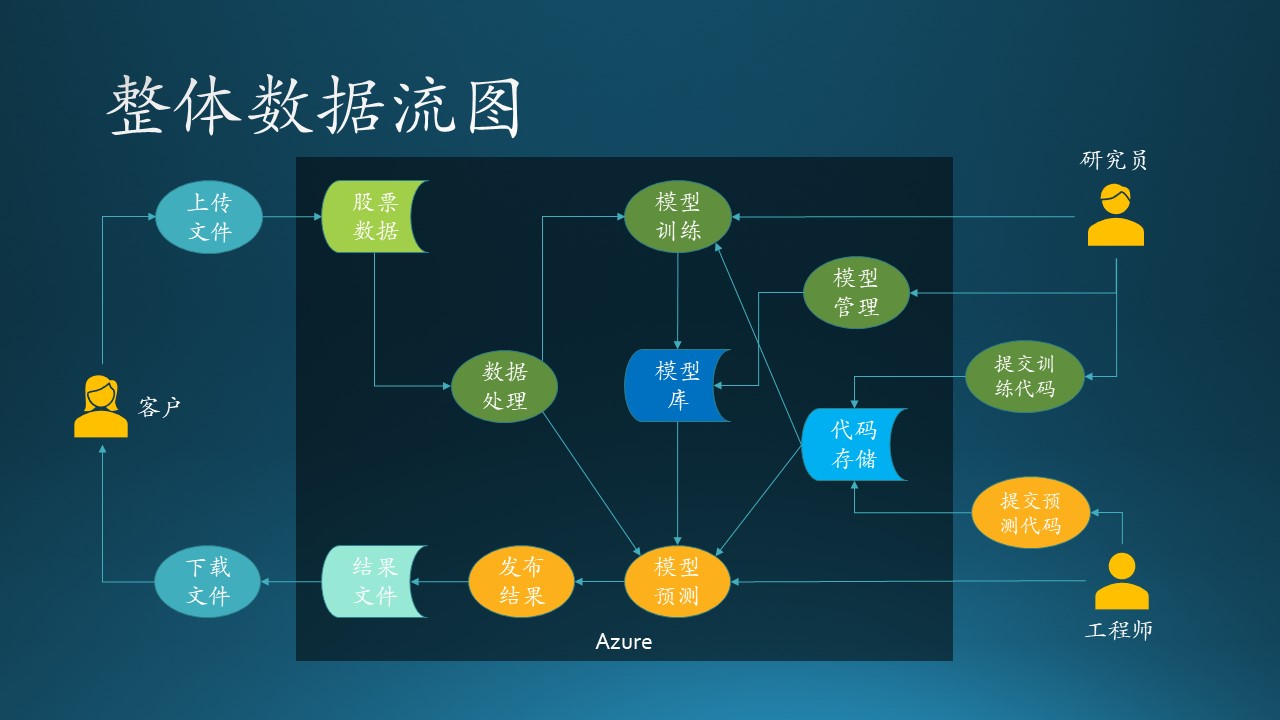 整体数据流图
研究员
上传
文件
股票
数据
模型
训练
模型
管理
数据
处理
模型
库
提交训
练代码
客户
代码
存储
提交预
测代码
下载
文件
结果
文件
发布
结果
模型
预测
工程师
Azure